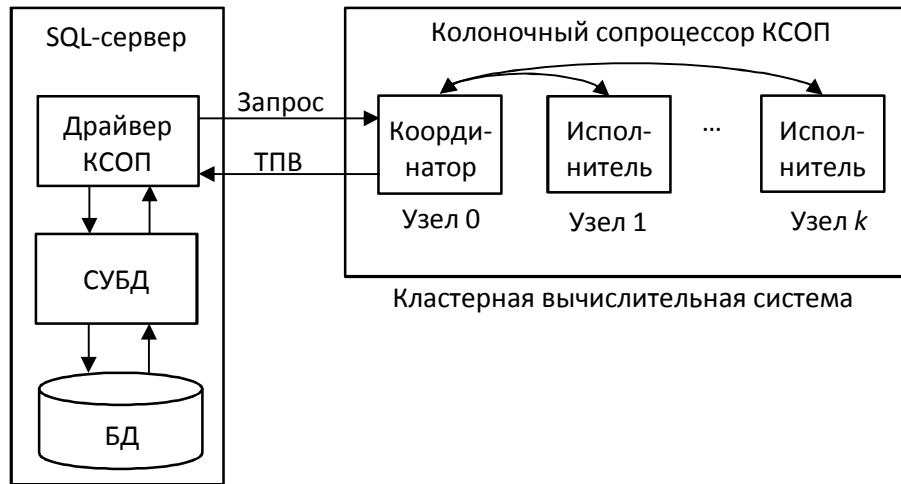 SQL-сервер
Драйвер
КСОП
СУБД
БД
Запрос
ТПВ
Колоночный сопроцессор КСОП
Коорди-
натор
Испол-
нитель
...
Испол-
нитель
Узел 0
Узел 1
Узел k
Кластерная вычислительная система